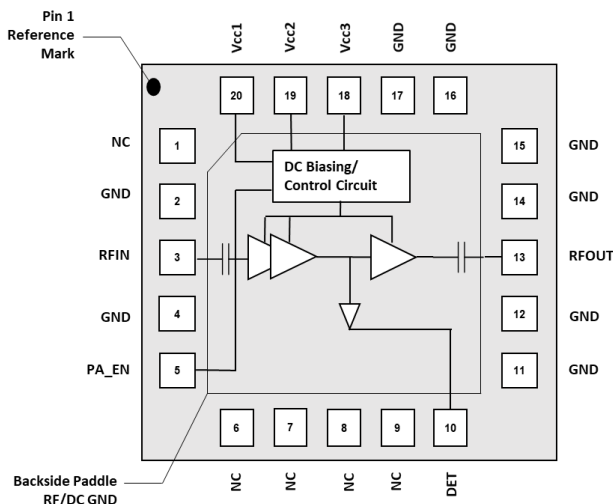 Pin 1
Reference
Mark
Vcc1
Vcc2
Vcc3
GND
GND
20
19
18
17
16
NC
1
GND
2
RFIN
3
GND
4
PA_EN
5
DC Biasing/
Control Circuit
15
GND
14
GND
13
RFOUT
12
GND
11
GND
6
7
8
9
10
NC
NC
NC
NC
DET
Backside Paddle
RF/DC GND